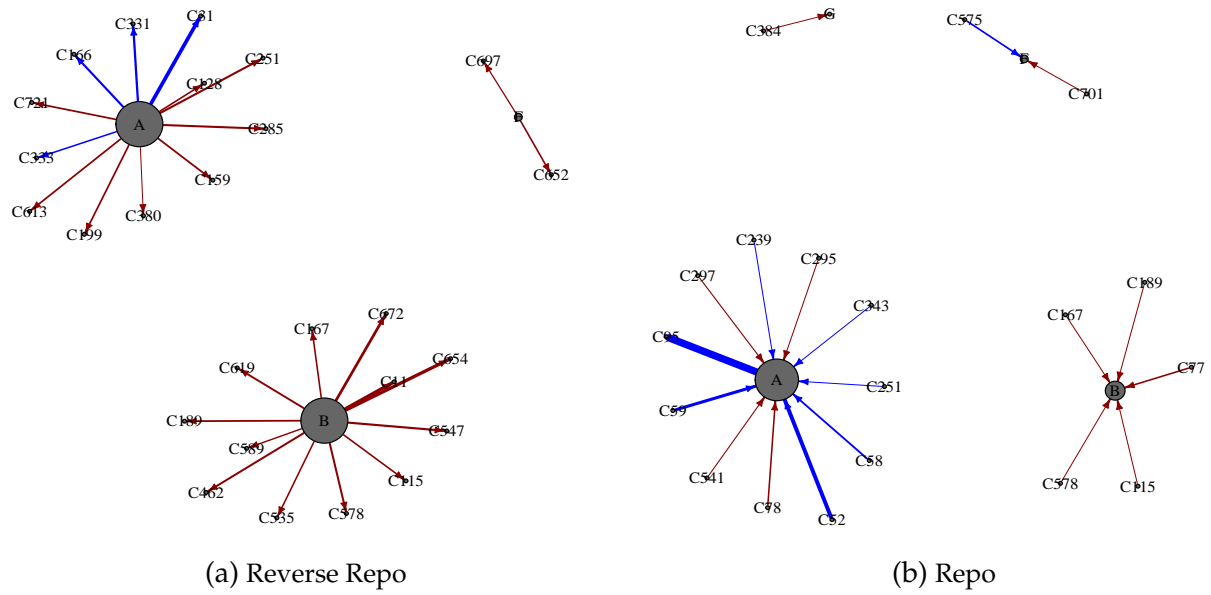 C31
G
C331
C384
C575
C166
C251
C697
E
C128
C721
C701
A
F
C285
C333
C652
C159
C613
C380
C199
C239
C295
C297
C189
C343
C672
C167
C167
C95
C654
C619
C77
C11
A
C251
B
C59
C189
B
C547
C589
C58
C541
C115
C578
C115
C462
C78
C578
C535
C52
(a) Reverse Repo
(b) Repo